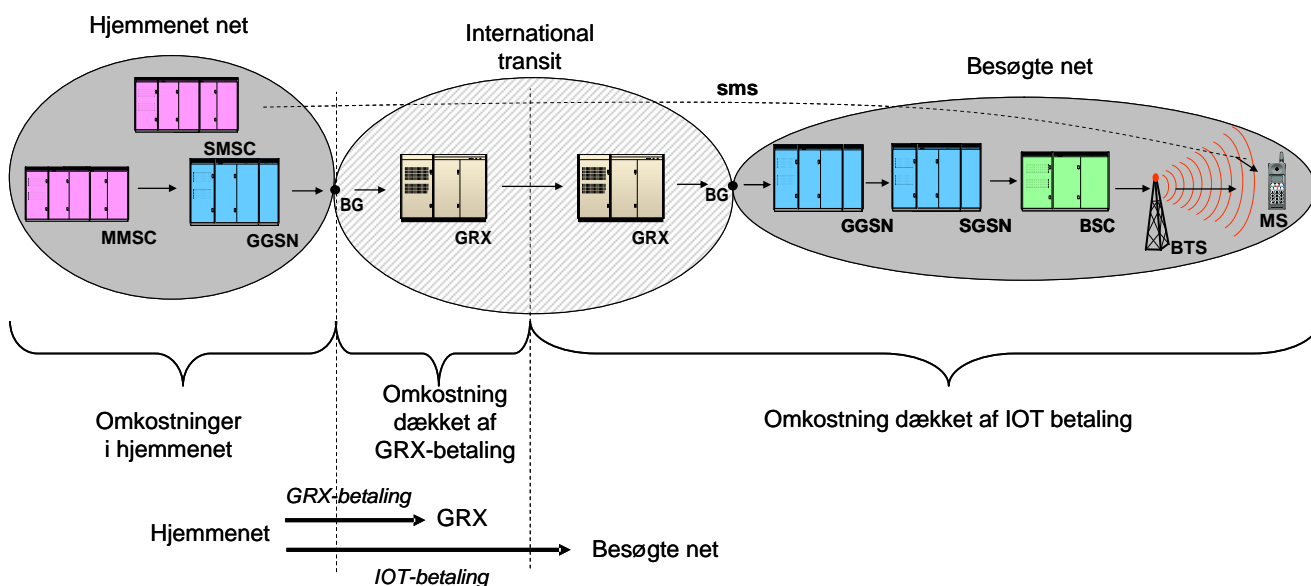 Hjemmenet net
International
transit
Besøgte net
sms
SMSC
MMSC
GGSN
BG
GRX
GRX
BG
GGSN
SGSN
BSC
BTS
MS
Omkostninger
i hjemmenet
Omkostning
dækket af
GRX-betaling
Omkostning dækket af IOT betaling
GRX-betaling
Hjemmenet
GRX
Besøgte net
IOT-betaling